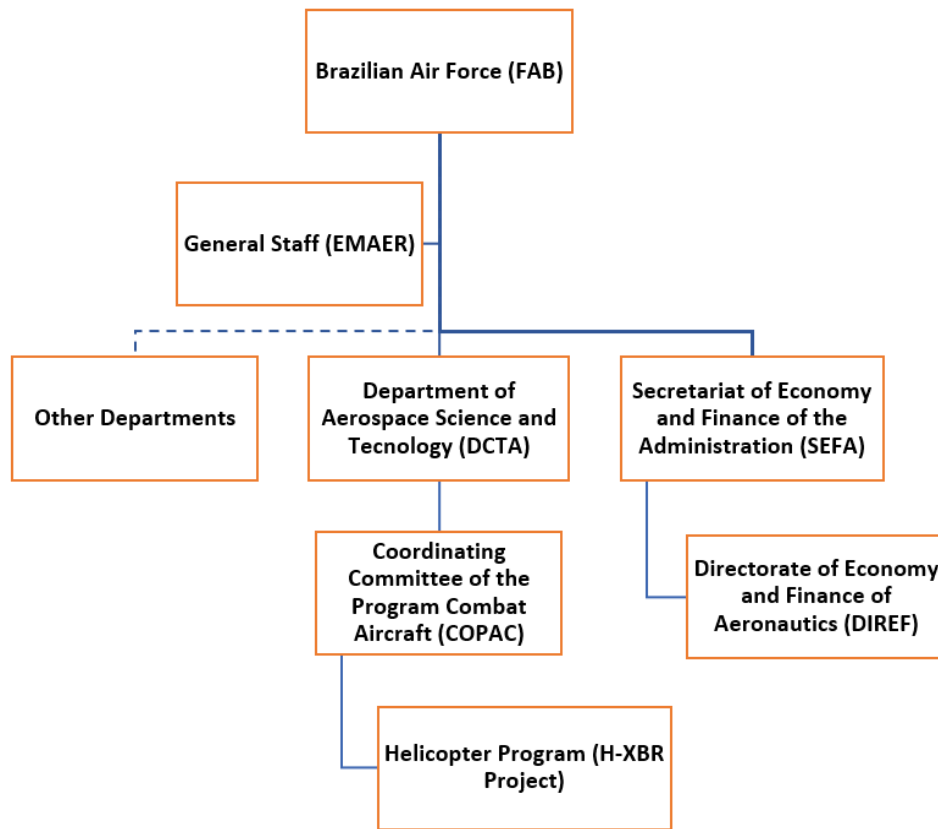 Brazilian Air Force (FAB)
General Staff (EMAER)
Other Departments
Department of
Aerospace Science and
Tecnology (DCTA)
Secretariat of Economy
and Finance of the
Administration (SEFA)
Coordinating
Committee of the
Program Combat
Aircraft (COPAC)
Directorate of Economy
and Finance of
Aeronautics (DIREF)
Helicopter Program (H-XBR
Project)